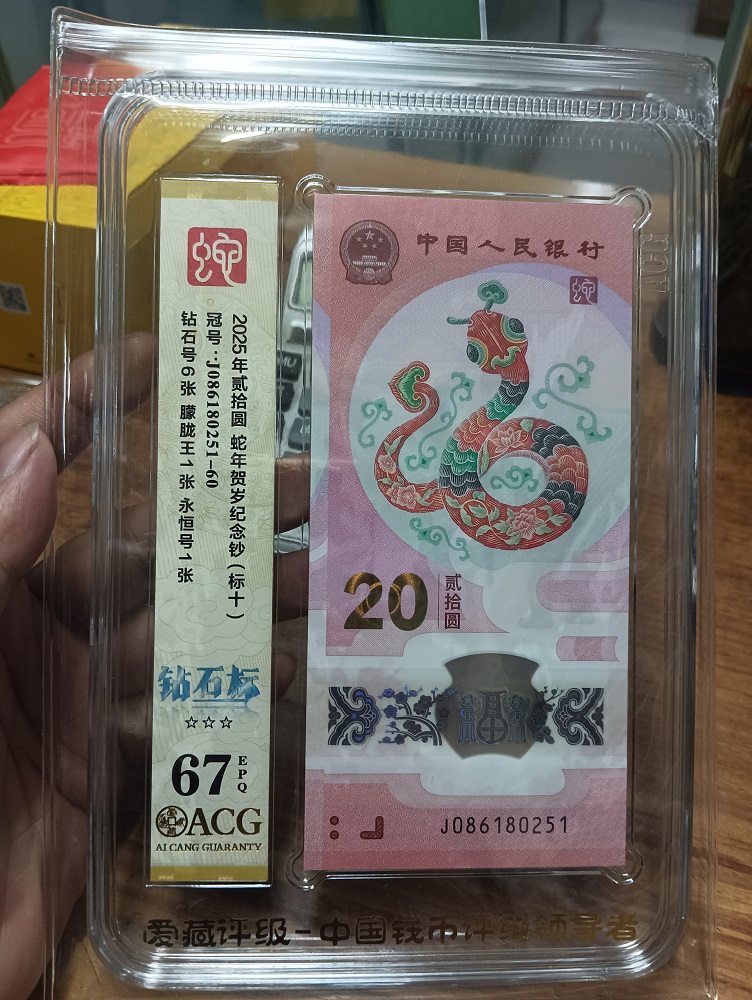 蛇
2025年贰拾圆 蛇年贺岁纪念钞(标十)
冠号:J086180251-60
钻石号6张 朦胧王1张 永恒号1张
钻石标
☆☆☆
67 EPQ
ACG
AI CANG GUARANTY
中国人民银行
蛇
20 贰拾圆
福
J086180251
ACG
爱藏评级-中国钱币评级领导者
MU